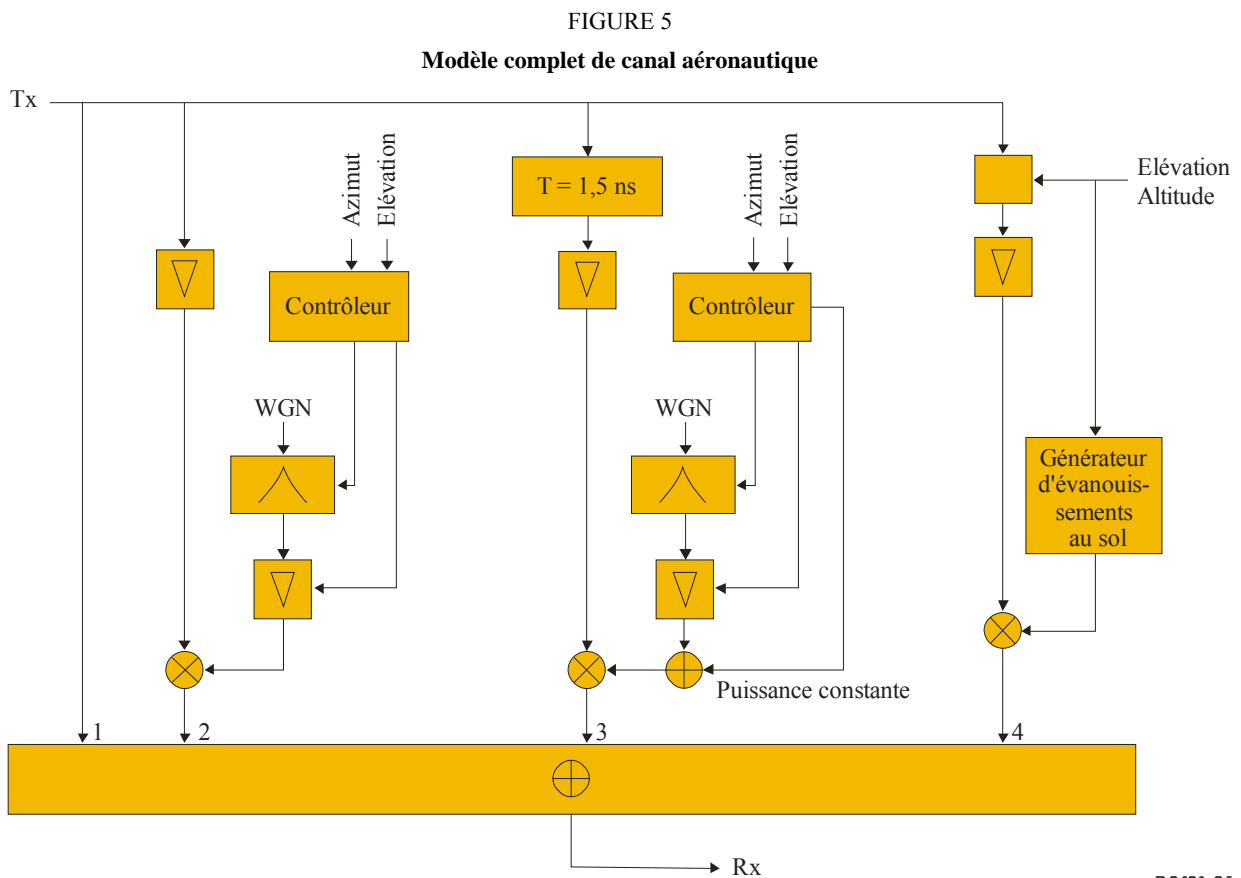 FIGURE 5
Modèle complet de canal aéronautique
Tx
Azimut
Elévation
T = 1,5 ns
Azimut
Elévation
Elévation
Altitude
Contrôleur
Contrôleur
WGN
WGN
Générateur
d'évanouis-
sements
au sol
Puissance constante
1
2
3
4
Rx